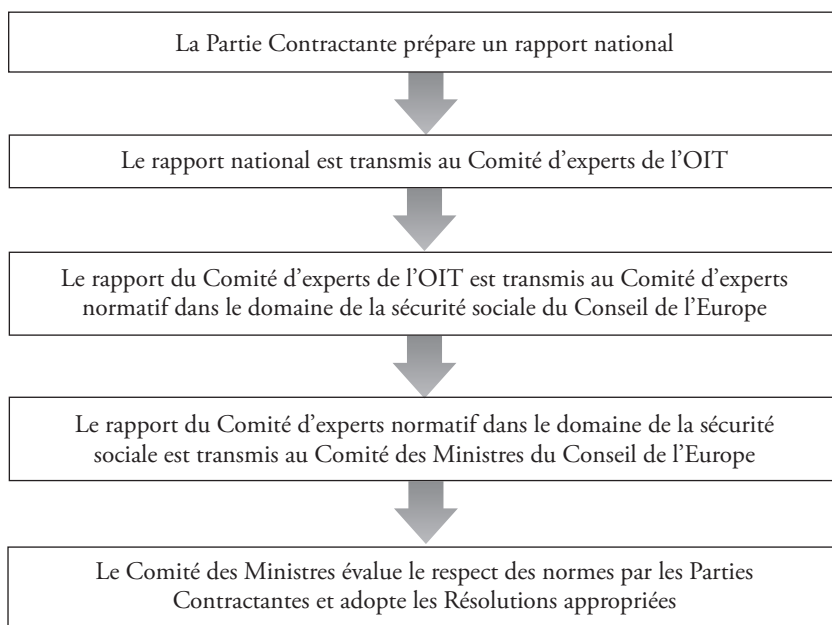 La Partie Contractante prépare un rapport national
Le rapport national est transmis au Comité d’experts de l’OIT
Le rapport du Comité d’experts de l’OIT est transmis au Comité d’experts
normatif dans le domaine de la sécurité sociale du Conseil de l’Europe
Le rapport du Comité d’experts normatif dans le domaine de la sécurité
sociale est transmis au Comité des Ministres du Conseil de l’Europe
Le Comité des Ministres évalue le respect des normes par les Parties
Contractantes et adopte les Résolutions appropriées